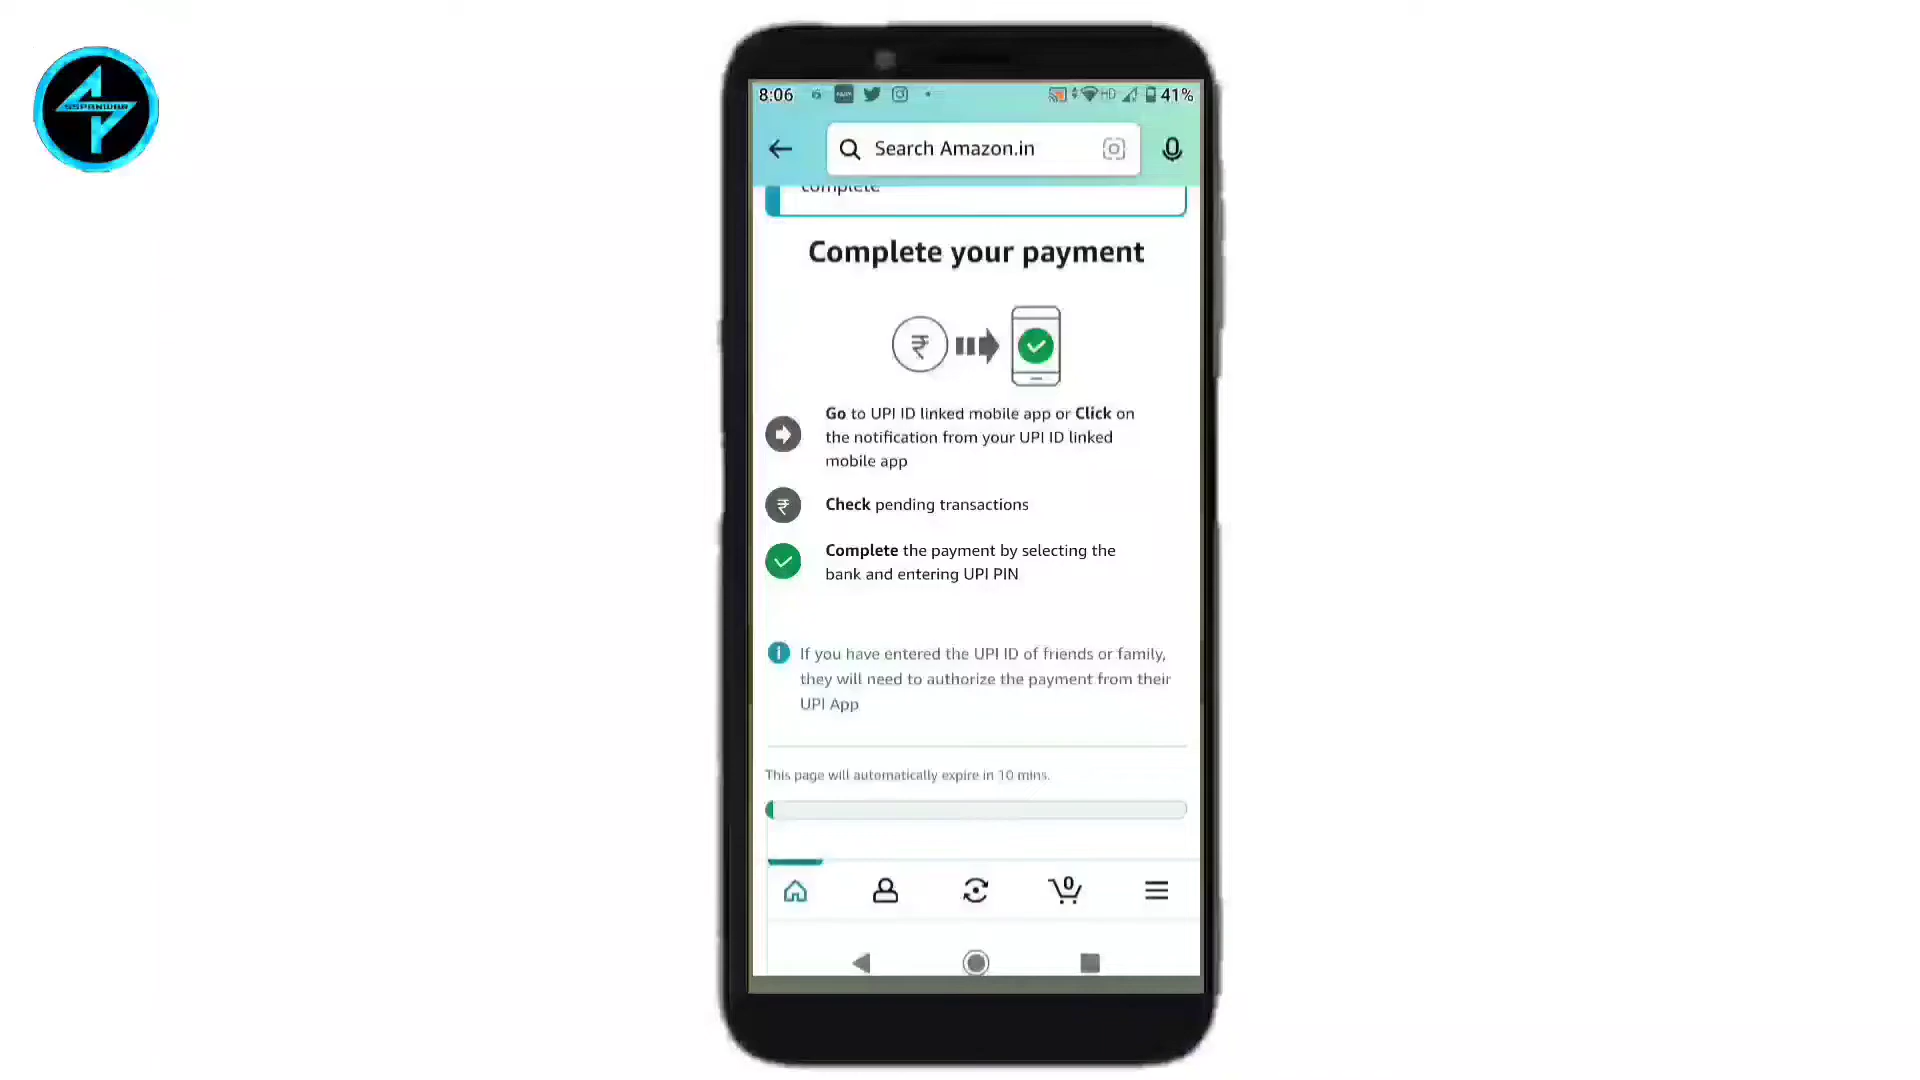 SSPANWAR
8:06 HD 41%
Search Amazon.in
complete
Complete your payment
₹
Go to UPI ID linked mobile app or Click on
the notification from your UPI ID linked
mobile app
₹
Check pending transactions
Complete the payment by selecting the
bank and entering UPI PIN
i
If you have entered the UPI ID of friends or family,
they will need to authorize the payment from their
UPI App
This page will automatically expire in 10 mins.
0